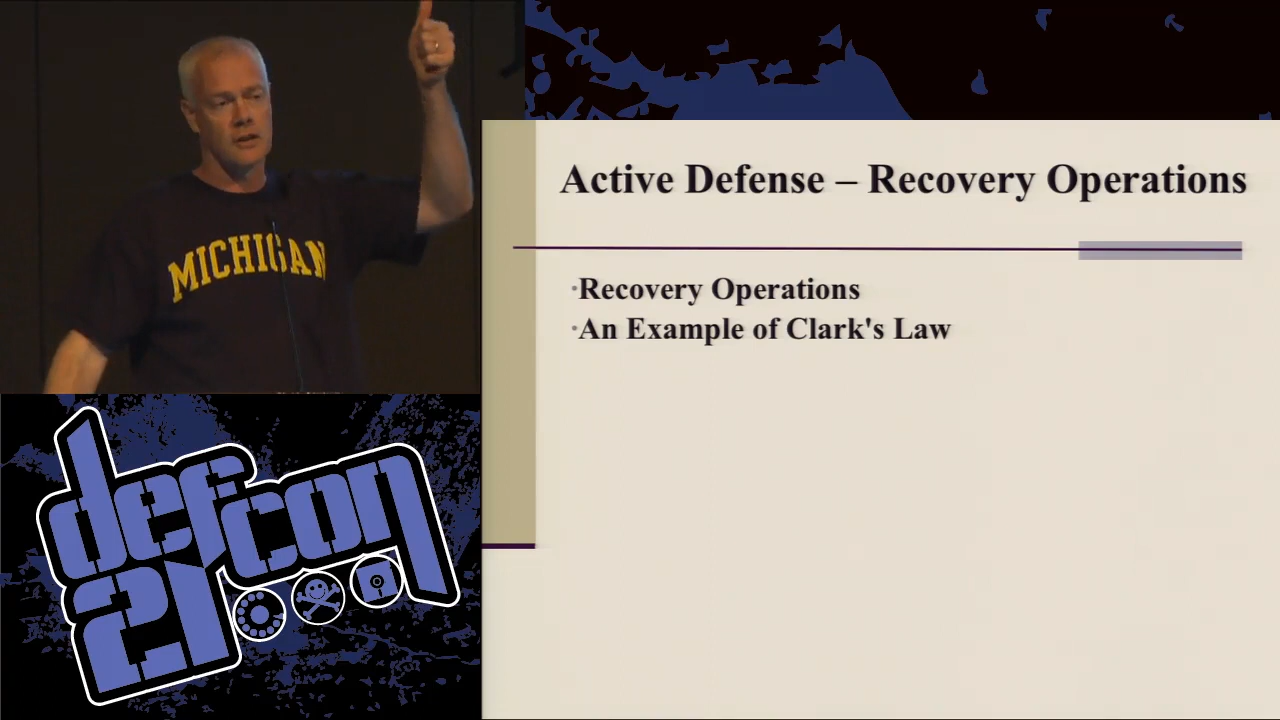 MICHIGAN
Active Defense – Recovery Operations
·Recovery Operations
·An Example of Clark's Law
defcon
21